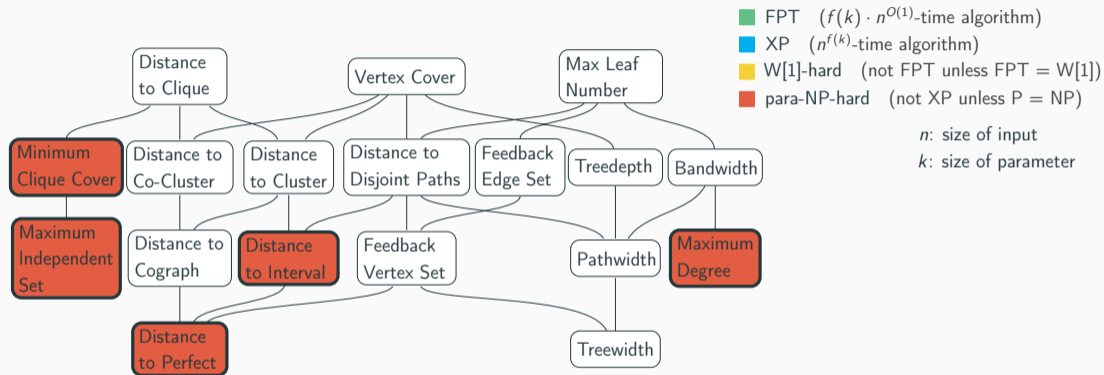 FPT (f(k) · n^O(1)-time algorithm)
XP (n^f(k)-time algorithm)
W[1]-hard (not FPT unless FPT = W[1])
para-NP-hard (not XP unless P = NP)
n: size of input
k: size of parameter
Distance
to Clique
Vertex Cover
Max Leaf
Number
Minimum
Clique Cover
Distance to
Co-Cluster
Distance
to Cluster
Distance to
Disjoint Paths
Feedback
Edge Set
Treedepth
Bandwidth
Maximum
Independent
Set
Distance to
Cograph
Distance
to Interval
Feedback
Vertex Set
Pathwidth
Maximum
Degree
Distance
to Perfect
Treewidth